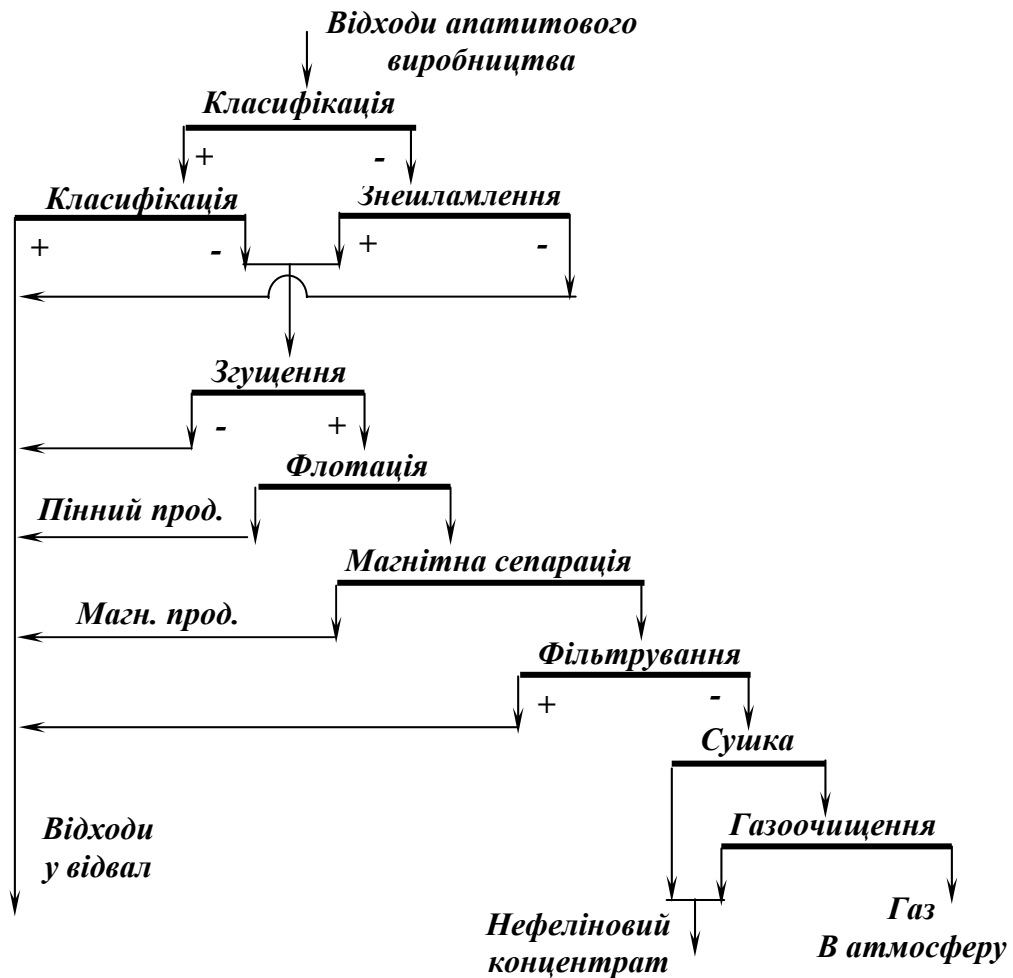 Відходи апатитового
виробництва
Класифікація
+ -
Класифікація Знешламлення
+ - + -
Згущення
- +
Флотація
Пінний прод.
Магнітна сепарація
Магн. прод.
Фільтрування
+ -
Сушка
Відходи
у відвал
Газоочищення
Нефеліновий
концентрат
Газ
В атмосферу